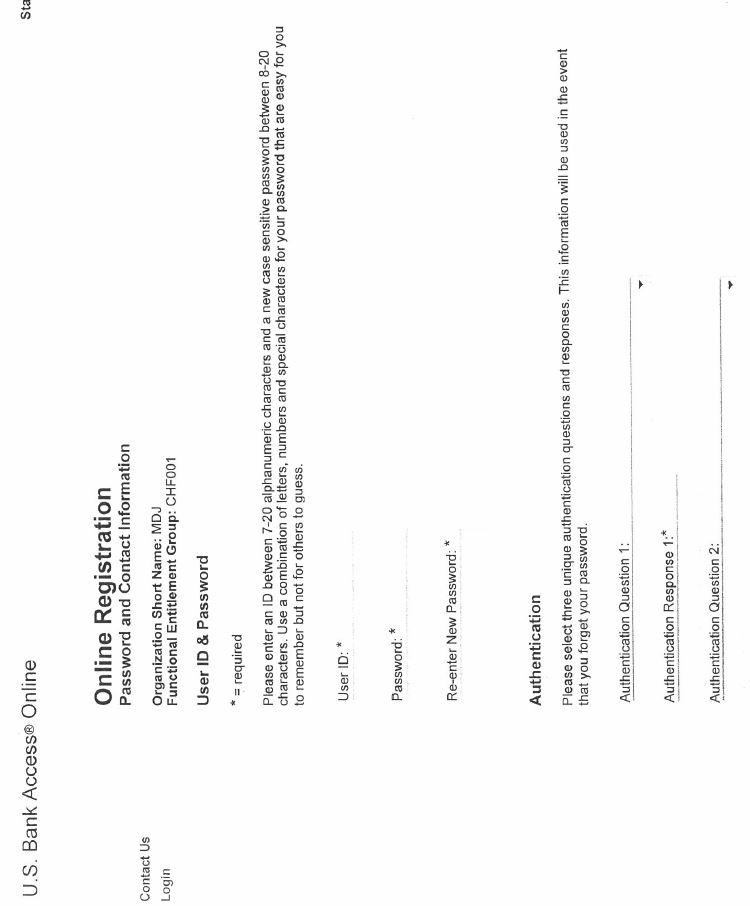 Sta
U.S. Bank Access® Online
Contact Us
Login
Online Registration
Password and Contact Information
Organization Short Name: MDJ
Functional Entitlement Group: CHF001
User ID & Password
* = required
Please enter an ID between 7-20 alphanumeric characters and a new case sensitive password between 8-20
characters. Use a combination of letters, numbers and special characters for your password that are easy for you
to remember but not for others to guess.
User ID: *
Password: *
Re-enter New Password: *
Authentication
Please select three unique authentication questions and responses. This information will be used in the event
that you forget your password.
Authentication Question 1:
Authentication Response 1:*
Authentication Question 2: